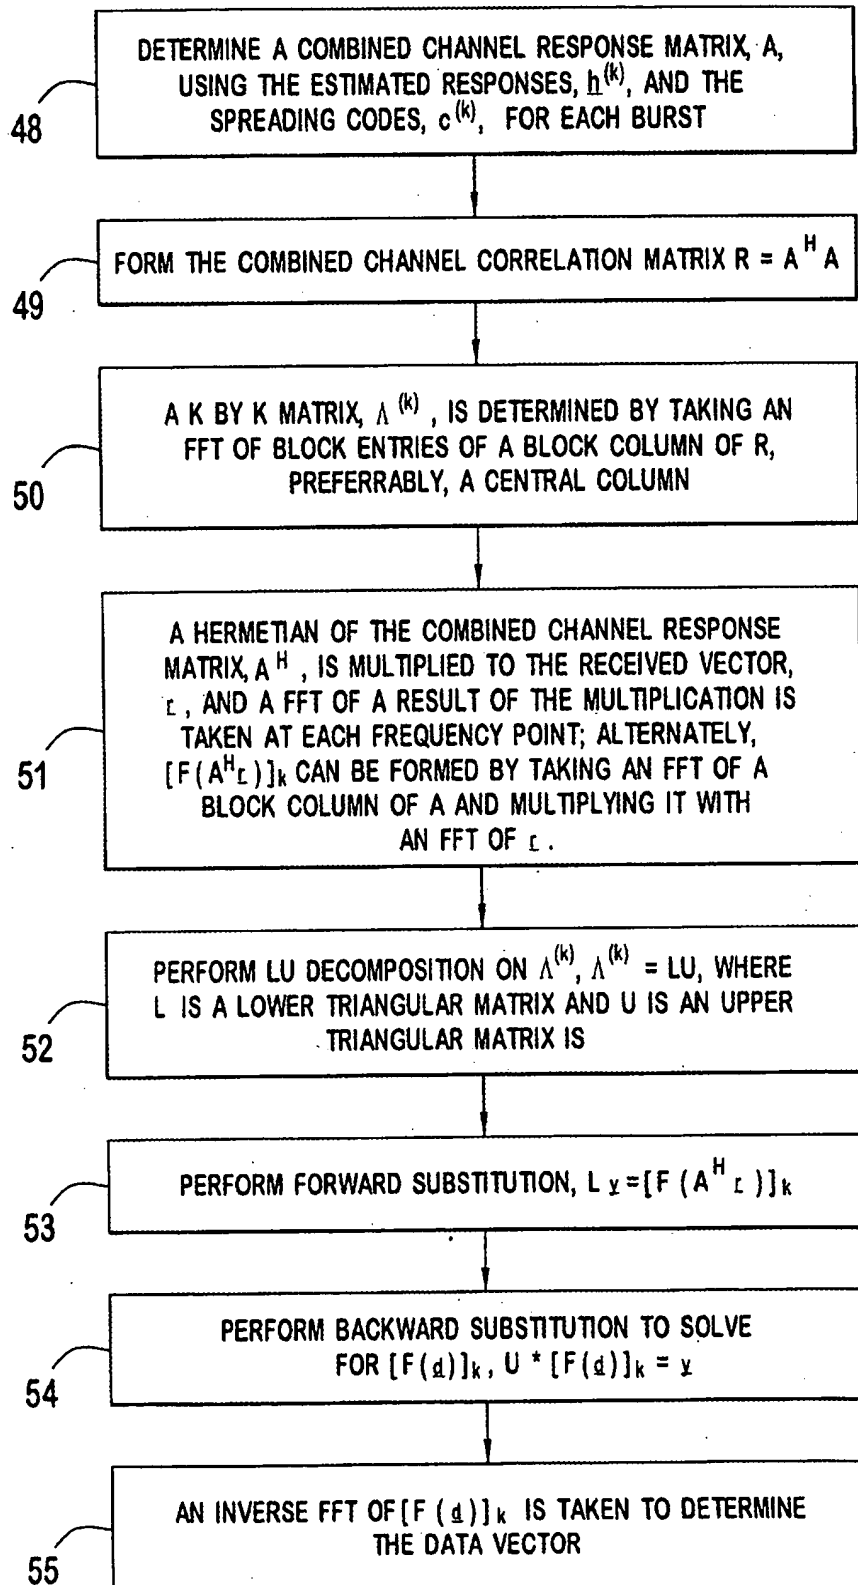 DETERMINE A COMBINED CHANNEL RESPONSE MATRIX, A,
USING THE ESTIMATED RESPONSES, h^(k), AND THE
SPREADING CODES, c^(k), FOR EACH BURST
48
FORM THE COMBINED CHANNEL CORRELATION MATRIX R = A^H A
49
A K BY K MATRIX, Λ^(k), IS DETERMINED BY TAKING AN
FFT OF BLOCK ENTRIES OF A BLOCK COLUMN OF R,
PREFERRABLY, A CENTRAL COLUMN
50
A HERMETIAN OF THE COMBINED CHANNEL RESPONSE
MATRIX, A^H, IS MULTIPLIED TO THE RECEIVED VECTOR,
r, AND A FFT OF A RESULT OF THE MULTIPLICATION IS
TAKEN AT EACH FREQUENCY POINT; ALTERNATELY,
[F(A^H r)]k CAN BE FORMED BY TAKING AN FFT OF A
BLOCK COLUMN OF A AND MULTIPLYING IT WITH
AN FFT OF r.
51
PERFORM LU DECOMPOSITION ON Λ^(k), Λ^(k) = LU, WHERE
L IS A LOWER TRIANGULAR MATRIX AND U IS AN UPPER
TRIANGULAR MATRIX IS
52
PERFORM FORWARD SUBSTITUTION, L y =[F (A^H r )]k
53
PERFORM BACKWARD SUBSTITUTION TO SOLVE
FOR [F(d)]k, U * [F(d)]k = y
54
AN INVERSE FFT OF [F (d)]k IS TAKEN TO DETERMINE
THE DATA VECTOR
55